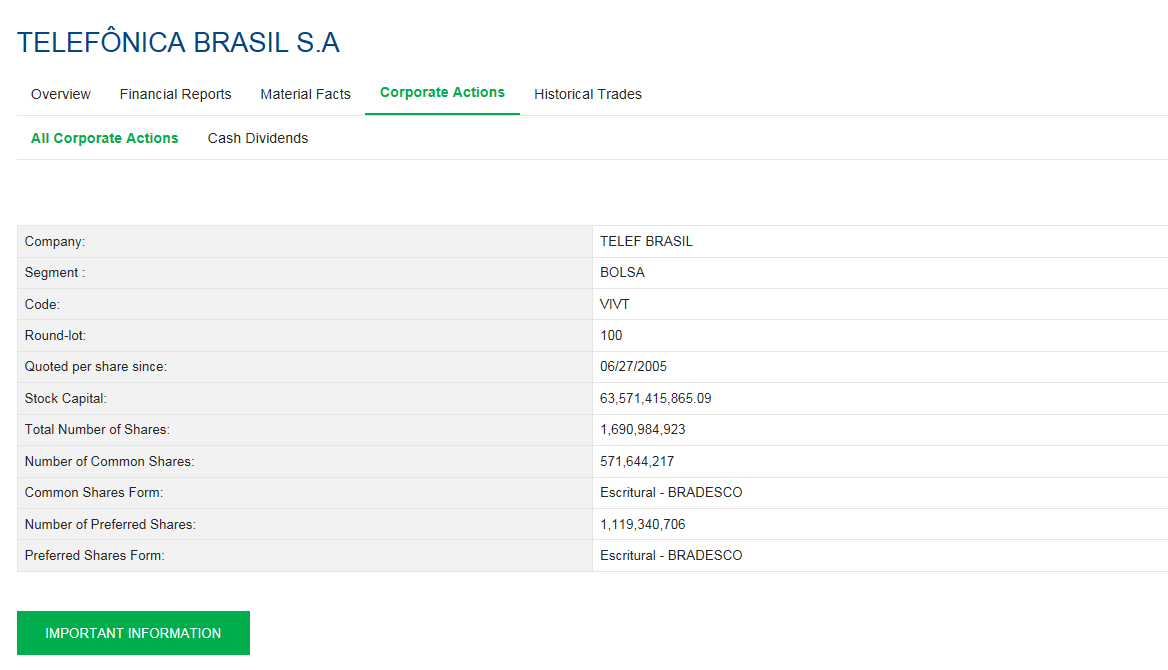 TELEFÔNICA BRASIL S.A
Overview Financial Reports Material Facts Corporate Actions Historical Trades
All Corporate Actions Cash Dividends
Company: TELEF BRASIL
Segment : BOLSA
Code: VIVT
Round-lot: 100
Quoted per share since: 06/27/2005
Stock Capital: 63,571,415,865.09
Total Number of Shares: 1,690,984,923
Number of Common Shares: 571,644,217
Common Shares Form: Escritural - BRADESCO
Number of Preferred Shares: 1,119,340,706
Preferred Shares Form: Escritural - BRADESCO
IMPORTANT INFORMATION